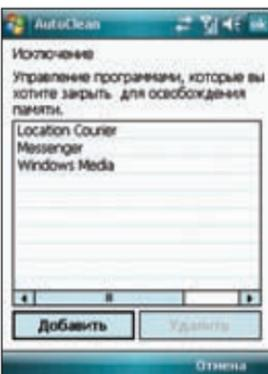 AutoClean
ok
Исключение
Управление программами, которые вы
хотите закрыть для освобождения
памяти.
Location Courier
Messenger
Windows Media
Добавить Удалить
Отмена